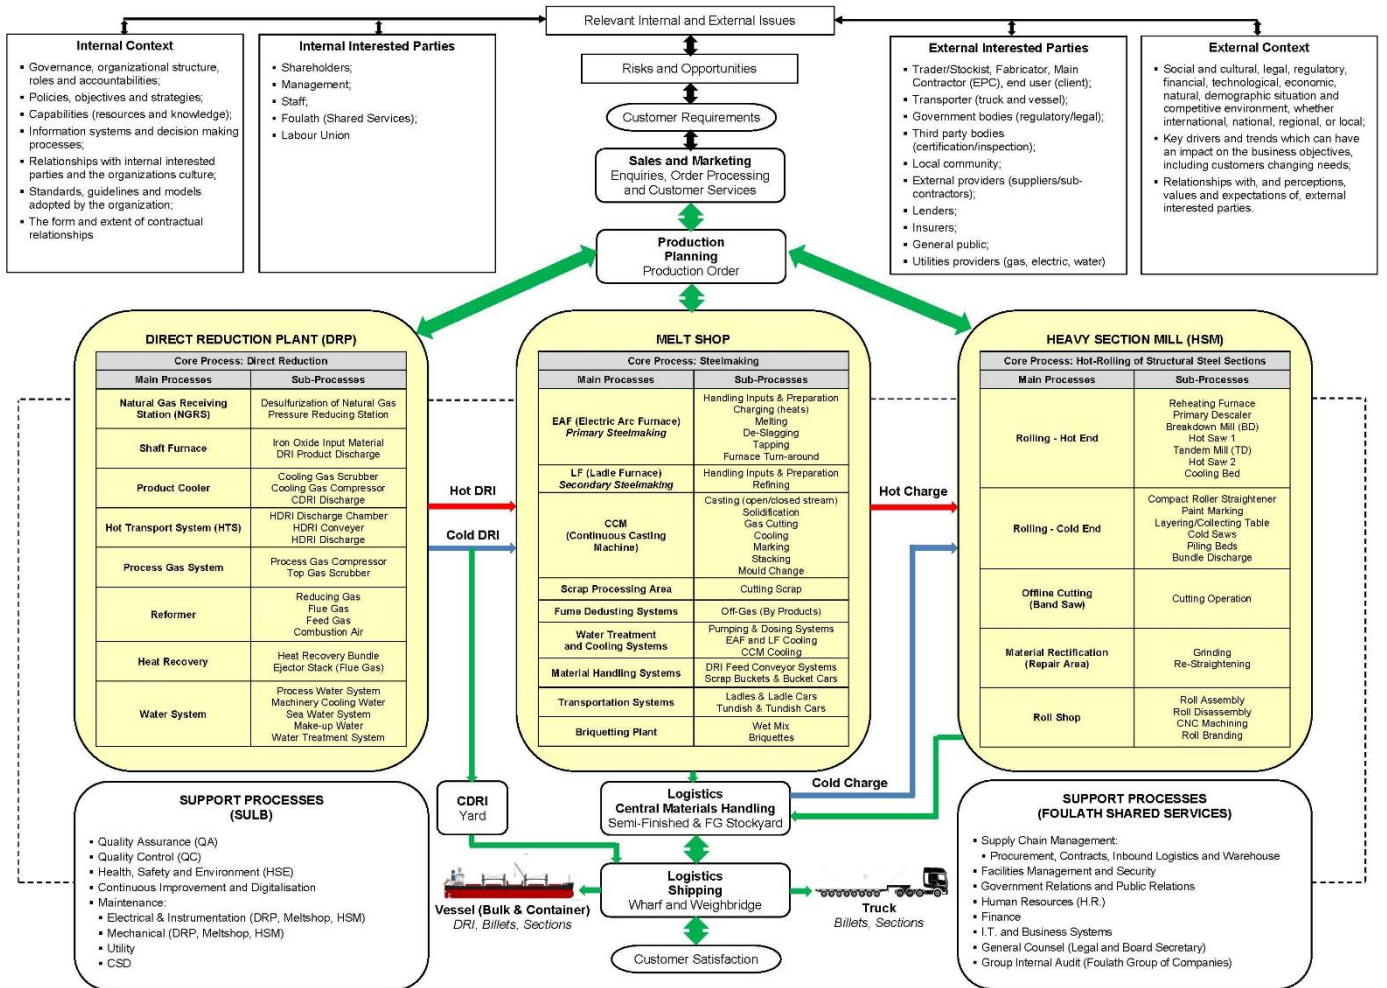 Relevant Internal and External Issues
Risks and Opportunities
Customer Requirements
Sales and Marketing
Enquiries, Order Processing
and Customer Services
Production
Planning
Production Order
Internal Context
▪ Governance, organizational structure,
roles and accountabilities;
▪ Policies, objectives and strategies;
▪ Capabilities (resources and knowledge);
▪ Information systems and decision making
processes;
▪ Relationships with internal interested
parties and the organizations culture;
▪ Standards, guidelines and models
adopted by the organization;
▪ The form and extent of contractual
relationships
Internal Interested Parties
▪ Shareholders;
▪ Management;
▪ Staff;
▪ Foulath (Shared Services);
▪ Labour Union
External Interested Parties
▪ Trader/Stockist, Fabricator, Main
Contractor (EPC), end user (client);
▪ Transporter (truck and vessel);
▪ Government bodies (regulatory/legal);
▪ Third party bodies
(certification/inspection);
▪ Local community;
▪ External providers (suppliers/sub-
contractors);
▪ Lenders;
▪ Insurers;
▪ General public;
▪ Utilities providers (gas, electric, water)
External Context
▪ Social and cultural, legal, regulatory,
financial, technological, economic,
natural, demographic situation and
competitive environment, whether
international, national, regional, or local;
▪ Key drivers and trends which can have
an impact on the business objectives,
including customers changing needs;
▪ Relationships with, and perceptions,
values and expectations of, external
interested parties.
DIRECT REDUCTION PLANT (DRP)
Core Process: Direct Reduction
Main Processes
Sub-Processes
Natural Gas Receiving
Station (NGRS)
Desulfurization of Natural Gas
Pressure Reducing Station
Shaft Furnace
Iron Oxide Input Material
DRI Product Discharge
Product Cooler
Cooling Gas Scrubber
Cooling Gas Compressor
CDRI Discharge
Hot Transport System (HTS)
HDRI Discharge Chamber
HDRI Conveyer
HDRI Discharge
Process Gas System
Process Gas Compressor
Top Gas Scrubber
Reformer
Reducing Gas
Flue Gas
Feed Gas
Combustion Air
Heat Recovery
Heat Recovery Bundle
Ejector Stack (Flue Gas)
Water System
Process Water System
Machinery Cooling Water
Sea Water System
Make-up Water
Water Treatment System
Hot DRI
Cold DRI
MELT SHOP
Core Process: Steelmaking
Main Processes
Sub-Processes
EAF (Electric Arc Furnace)
Primary Steelmaking
Handling Inputs & Preparation
Charging (heats)
Melting
De-Slagging
Tapping
Furnace Turn-around
LF (Ladle Furnace)
Secondary Steelmaking
Handling Inputs & Preparation
Refining
CCM
(Continuous Casting
Machine)
Casting (open/closed stream)
Solidification
Gas Cutting
Cooling
Marking
Stacking
Mould Change
Scrap Processing Area
Cutting Scrap
Fume Dedusting Systems
Off-Gas (By Products)
Water Treatment
and Cooling Systems
Pumping & Dosing Systems
EAF and LF Cooling
CCM Cooling
Material Handling Systems
DRI Feed Conveyor Systems
Scrap Buckets & Bucket Cars
Transportation Systems
Ladles & Ladle Cars
Tundish & Tundish Cars
Briquetting Plant
Wet Mix
Briquettes
Hot Charge
HEAVY SECTION MILL (HSM)
Core Process: Hot-Rolling of Structural Steel Sections
Main Processes
Sub-Processes
Rolling - Hot End
Reheating Furnace
Primary Descaler
Breakdown Mill (BD)
Hot Saw 1
Tandem Mill (TD)
Hot Saw 2
Cooling Bed
Rolling - Cold End
Compact Roller Straightener
Paint Marking
Layering/Collecting Table
Cold Saws
Piling Beds
Bundle Discharge
Offline Cutting
(Band Saw)
Cutting Operation
Material Rectification
(Repair Area)
Grinding
Re-Straightening
Roll Shop
Roll Assembly
Roll Disassembly
CNC Machining
Roll Branding
SUPPORT PROCESSES
(SULB)
▪ Quality Assurance (QA)
▪ Quality Control (QC)
▪ Health, Safety and Environment (HSE)
▪ Continuous Improvement and Digitalisation
▪ Maintenance:
▪ Electrical & Instrumentation (DRP, Meltshop, HSM)
▪ Mechanical (DRP, Meltshop, HSM)
▪ Utility
▪ CSD
CDRI
Yard
Logistics
Central Materials Handling
Semi-Finished & FG Stockyard
Cold Charge
Logistics
Shipping
Wharf and Weighbridge
Vessel (Bulk & Container)
DRI, Billets, Sections
Truck
Billets, Sections
Customer Satisfaction
SUPPORT PROCESSES
(FOULATH SHARED SERVICES)
▪ Supply Chain Management:
▪ Procurement, Contracts, Inbound Logistics and Warehouse
▪ Facilities Management and Security
▪ Government Relations and Public Relations
▪ Human Resources (H.R.)
▪ Finance
▪ I.T. and Business Systems
▪ General Counsel (Legal and Board Secretary)
▪ Group Internal Audit (Foulath Group of Companies)